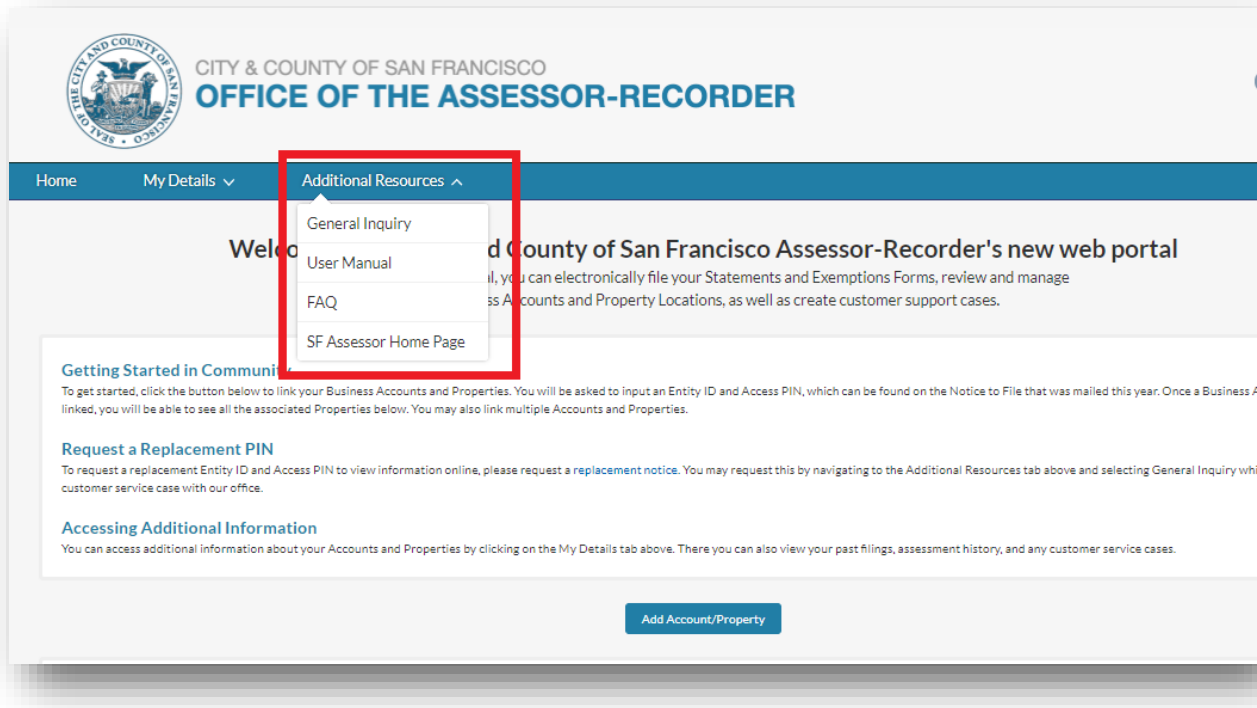 SEAL OF THE CITY AND COUNTY OF SAN FRANCISCO
CITY & COUNTY OF SAN FRANCISCO
OFFICE OF THE ASSESSOR-RECORDER
Home My Details Additional Resources
General Inquiry
User Manual
FAQ
SF Assessor Home Page
County of San Francisco Assessor-Recorder's new web portal
you can electronically file your Statements and Exemptions Forms, review and manage
and Property Locations, as well as create customer support cases.
Getting Started in
To get started, click the button below to link your Business Accounts and Properties. You will be asked to input an Entity ID and Access PIN, which can be found on the Notice to File that was mailed this year. Once a Business
linked, you will be able to see all the associated Properties below. You may also link multiple Accounts and Properties.
Request a Replacement PIN
To request a replacement Entity ID and Access PIN to view information online, please request a replacement notice. You may request this by navigating to the Additional Resources tab above and selecting General Inquiry
customer service case with our office.
Accessing Additional Information
You can access additional information about your Accounts and Properties by clicking on the My Details tab above. There you can also view your past filings, assessment history, and any customer service cases.
Add Account/Property